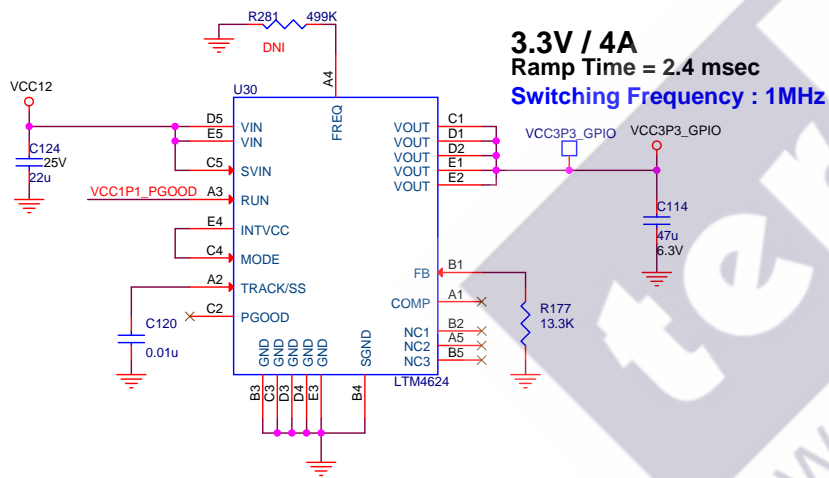 R281 499K
DNI
3.3V / 4A
Ramp Time = 2.4 msec
Switching Frequency : 1MHz
VCC12
U30
A4
FREQ
D5 VIN
E5 VIN
C5 SVIN
C124
25V
22u
VCC1P1_PGOOD A3 RUN
E4 INTVCC
C4 MODE
A2 TRACK/SS
C2 PGOOD
C120
0.01u
VOUT C1
VOUT D1
VOUT D2
VOUT E1
VOUT E2
VCC3P3_GPIO
VCC3P3_GPIO
C114
47u
6.3V
FB B1
COMP A1
NC1 B2
NC2 A5
NC3 B5
R177
13.3K
GND GND GND GND GND SGND
B3 C3 D3 D4 E3 B4
LTM4624
ter
w